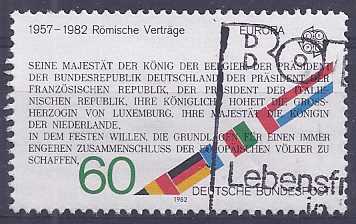 1957-1982 Römische Verträge EUROPA
SEINE MAJESTÄT DER KÖNIG DER BELGIER, DER PRÄSIDENT
DER BUNDESREPUBLIK DEUTSCHLAND, DER PRÄSIDENT DER
FRANZÖSISCHEN REPUBLIK, DER PRÄSIDENT DER ITALIE-
NISCHEN REPUBLIK, IHRE KÖNIGLICHE HOHEIT DIE GROSS-
HERZOGIN VON LUXEMBURG, IHRE MAJESTÄT DIE KÖNIGIN
DER NIEDERLANDE,
IN DEM FESTEN WILLEN, DIE GRUNDLAGEN FÜR EINEN IMMER
ENGEREN ZUSAMMENSCHLUSS DER EUROPÄISCHEN VÖLKER ZU
SCHAFFEN,
60
DEUTSCHE BUNDESPOST
1982
Lebensfr